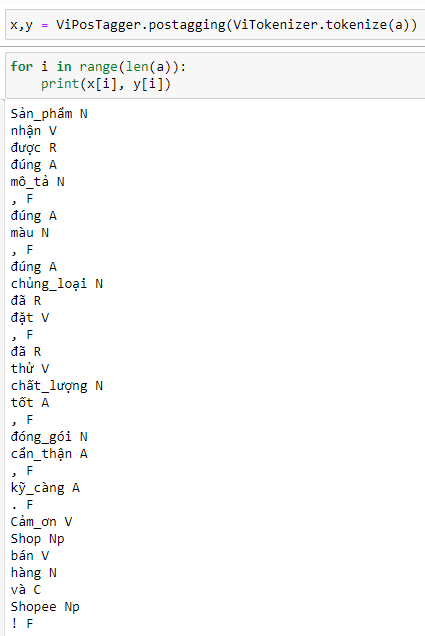 x,y = ViPosTagger.postagging(ViTokenizer.tokenize(a))
for i in range(len(a)):
    print(x[i], y[i])
Sản_phẩm N
nhận V
được R
đúng A
mô_tả N
, F
đúng A
màu N
, F
đúng A
chủng_loại N
đã R
đặt V
, F
đã R
thử V
chất_lượng N
tốt A
, F
đóng_gói N
cẩn_thận A
, F
kỹ_càng A
. F
Cảm_ơn V
Shop Np
bán V
hàng N
và C
Shopee Np
! F